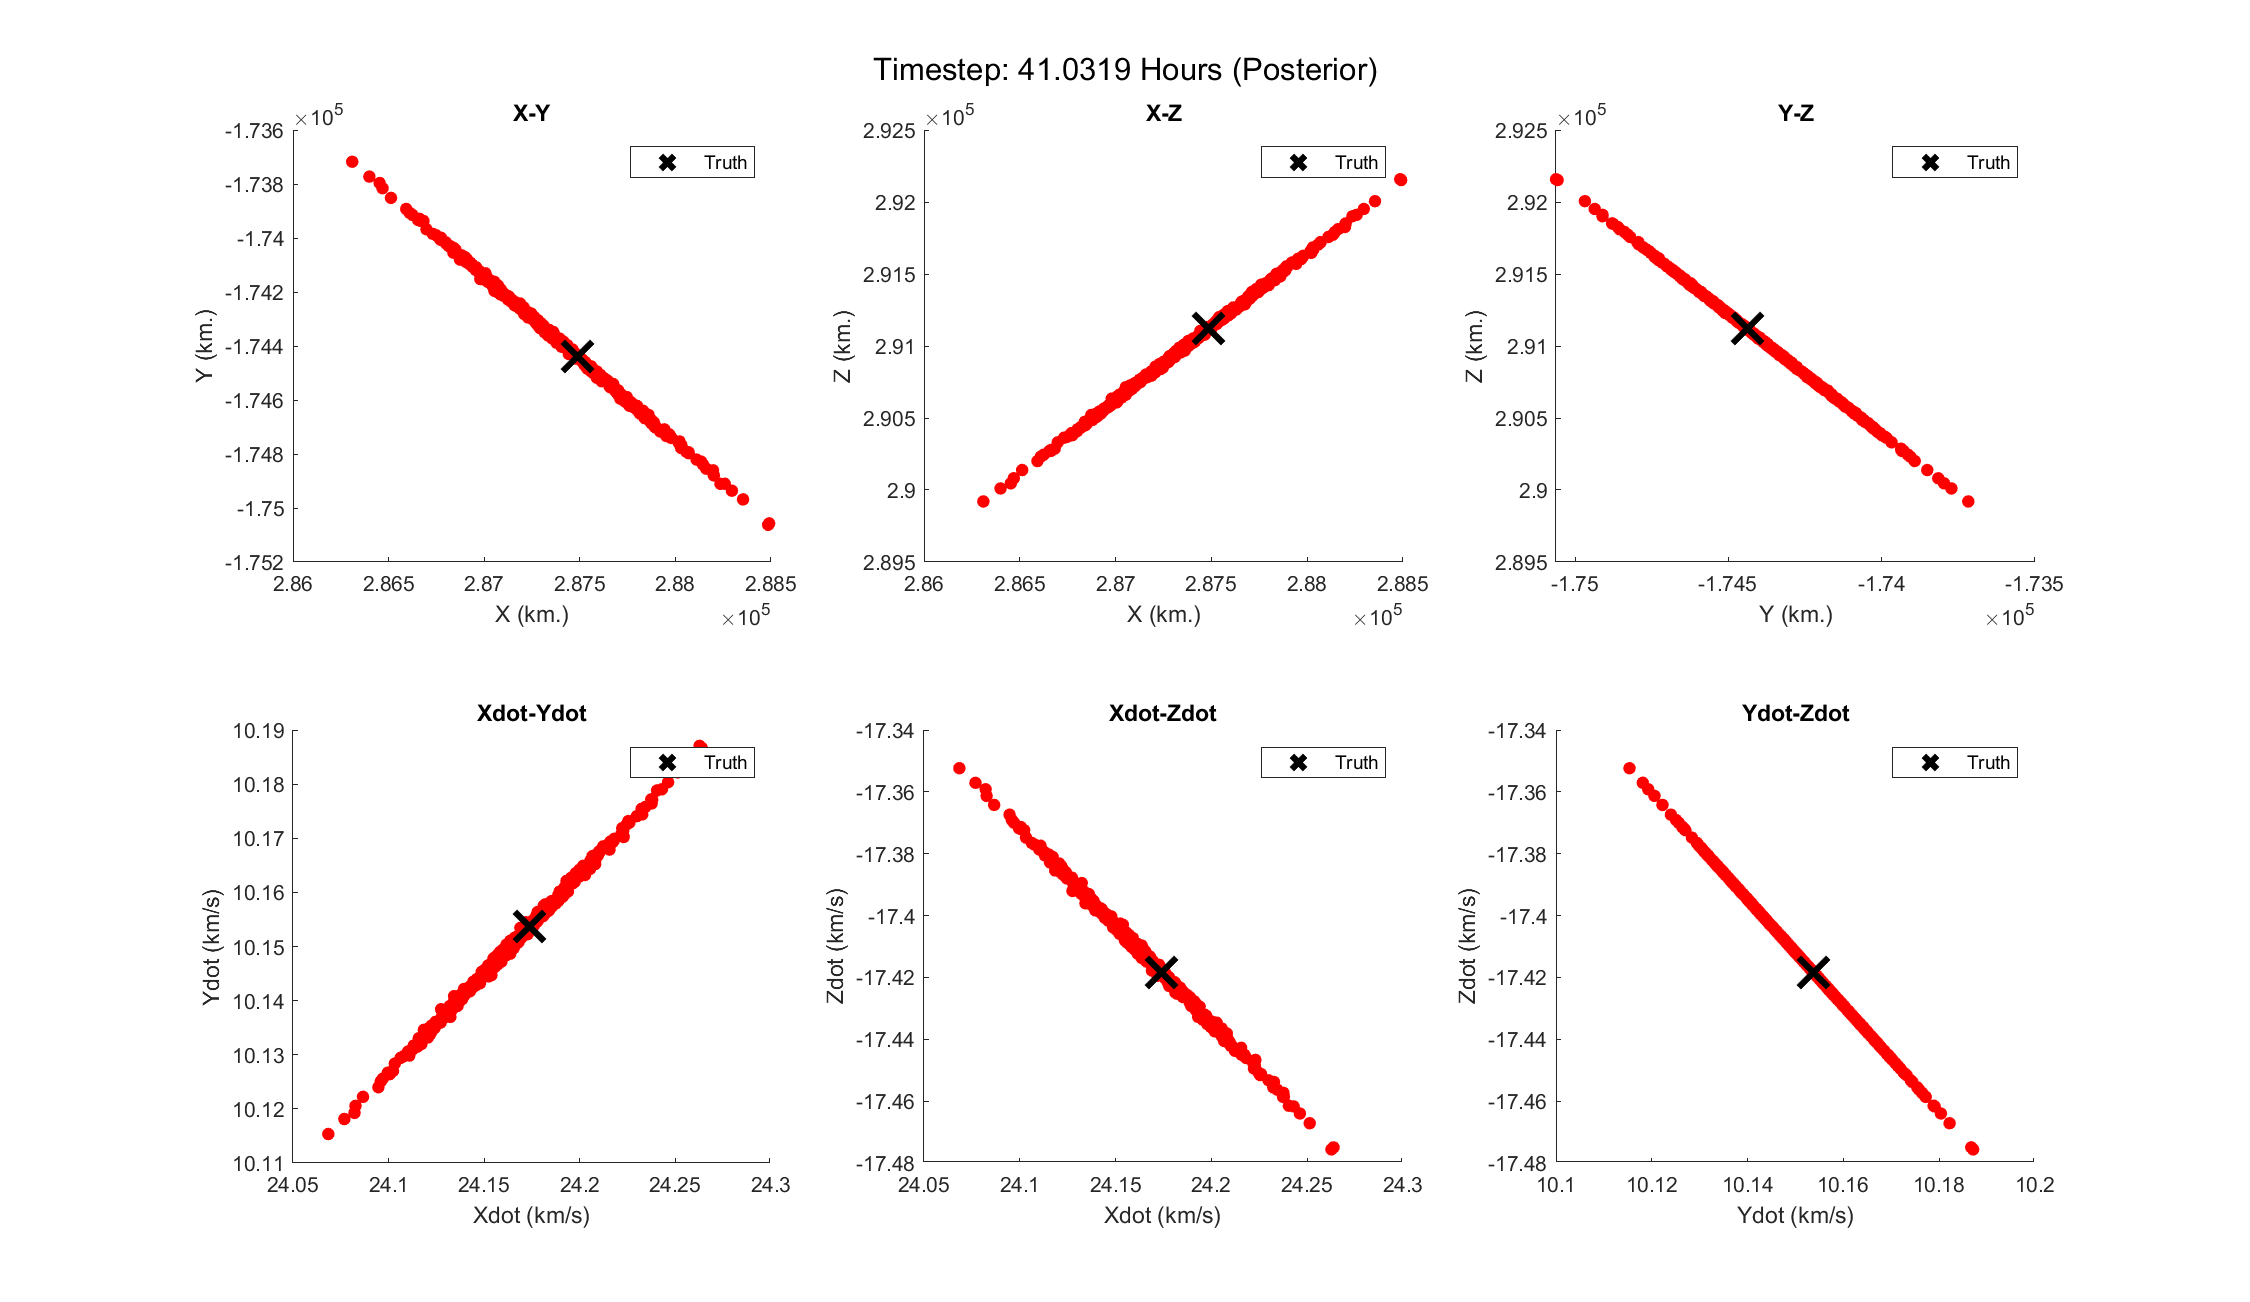 Timestep: 41.0319 Hours (Posterior)
X-Y
×10^5
-1.736
-1.738
-1.74
-1.742
-1.744
-1.746
-1.748
-1.75
-1.752
Y (km.)
Truth
2.86 2.865 2.87 2.875 2.88 2.885
X (km.)
×10^5
X-Z
×10^5
2.925
2.92
2.915
2.91
2.905
2.9
2.895
Z (km.)
Truth
2.86 2.865 2.87 2.875 2.88 2.885
X (km.)
×10^5
Y-Z
×10^5
2.925
2.92
2.915
2.91
2.905
2.9
2.895
Z (km.)
Truth
-1.75 -1.745 -1.74 -1.735
Y (km.)
×10^5
Xdot-Ydot
10.19
10.18
10.17
10.16
10.15
10.14
10.13
10.12
10.11
Ydot (km/s)
Truth
24.05 24.1 24.15 24.2 24.25 24.3
Xdot (km/s)
Xdot-Zdot
-17.34
-17.36
-17.38
-17.4
-17.42
-17.44
-17.46
-17.48
Zdot (km/s)
Truth
24.05 24.1 24.15 24.2 24.25 24.3
Xdot (km/s)
Ydot-Zdot
-17.34
-17.36
-17.38
-17.4
-17.42
-17.44
-17.46
-17.48
Zdot (km/s)
Truth
10.1 10.12 10.14 10.16 10.18 10.2
Ydot (km/s)